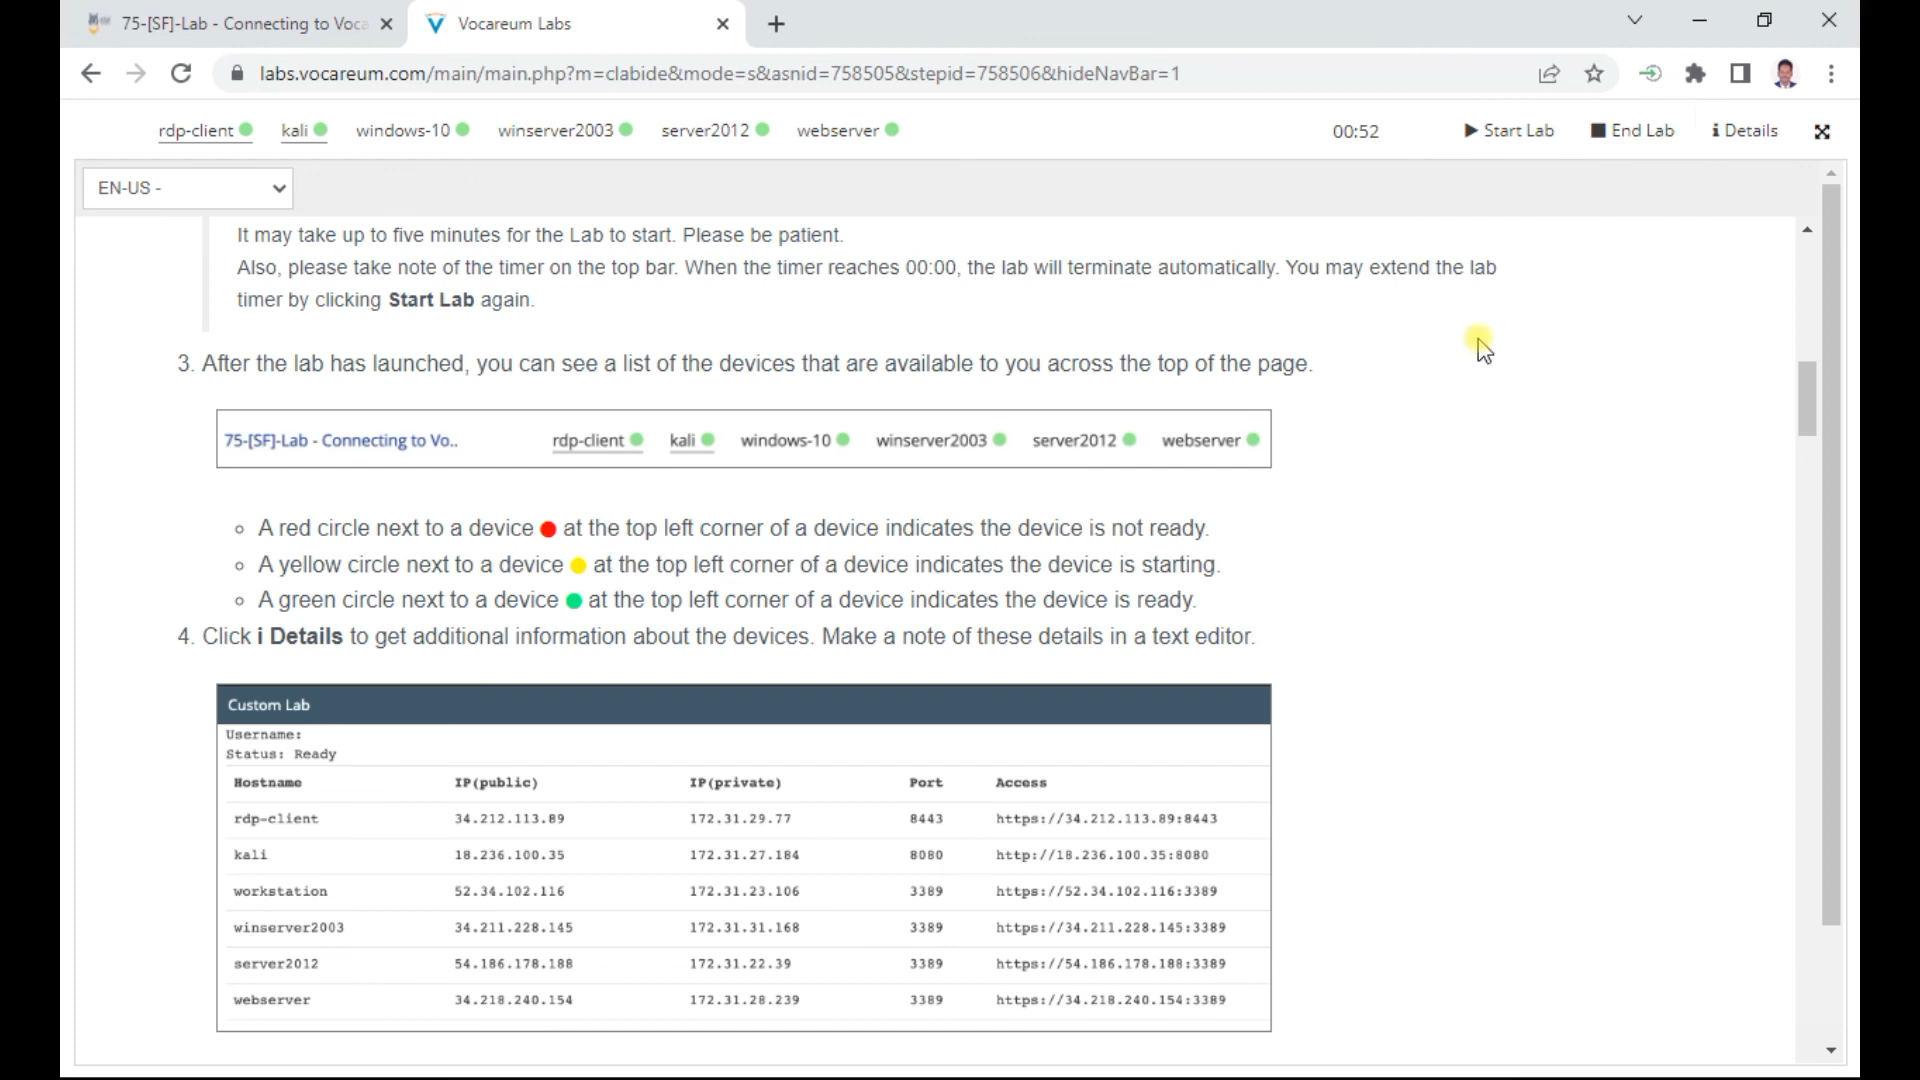 75-[SF]-Lab - Connecting to Voca
Vocareum Labs
labs.vocareum.com/main/main.php?m=clabide&mode=s&asnid=758505&stepid=758506&hideNavBar=1
rdp-client kali windows-10 winserver2003 server2012 webserver 00:52 Start Lab End Lab Details
EN-US -
It may take up to five minutes for the Lab to start. Please be patient.
Also, please take note of the timer on the top bar. When the timer reaches 00:00, the lab will terminate automatically. You may extend the lab
timer by clicking Start Lab again.
3. After the lab has launched, you can see a list of the devices that are available to you across the top of the page.
75-[SF]-Lab - Connecting to Vo.. rdp-client kali windows-10 winserver2003 server2012 webserver
A red circle next to a device at the top left corner of a device indicates the device is not ready.
A yellow circle next to a device at the top left corner of a device indicates the device is starting.
A green circle next to a device at the top left corner of a device indicates the device is ready.
4. Click i Details to get additional information about the devices. Make a note of these details in a text editor.
Custom Lab
Username:
Status: Ready
Hostname IP(public) IP(private) Port Access
rdp-client 34.212.113.89 172.31.29.77 8443 https://34.212.113.89:8443
kali 18.236.100.35 172.31.27.184 8080 http://18.236.100.35:8080
workstation 52.34.102.116 172.31.23.106 3389 https://52.34.102.116:3389
winserver2003 34.211.228.145 172.31.31.168 3389 https://34.211.228.145:3389
server2012 54.186.178.188 172.31.22.39 3389 https://54.186.178.188:3389
webserver 34.218.240.154 172.31.28.239 3389 https://34.218.240.154:3389